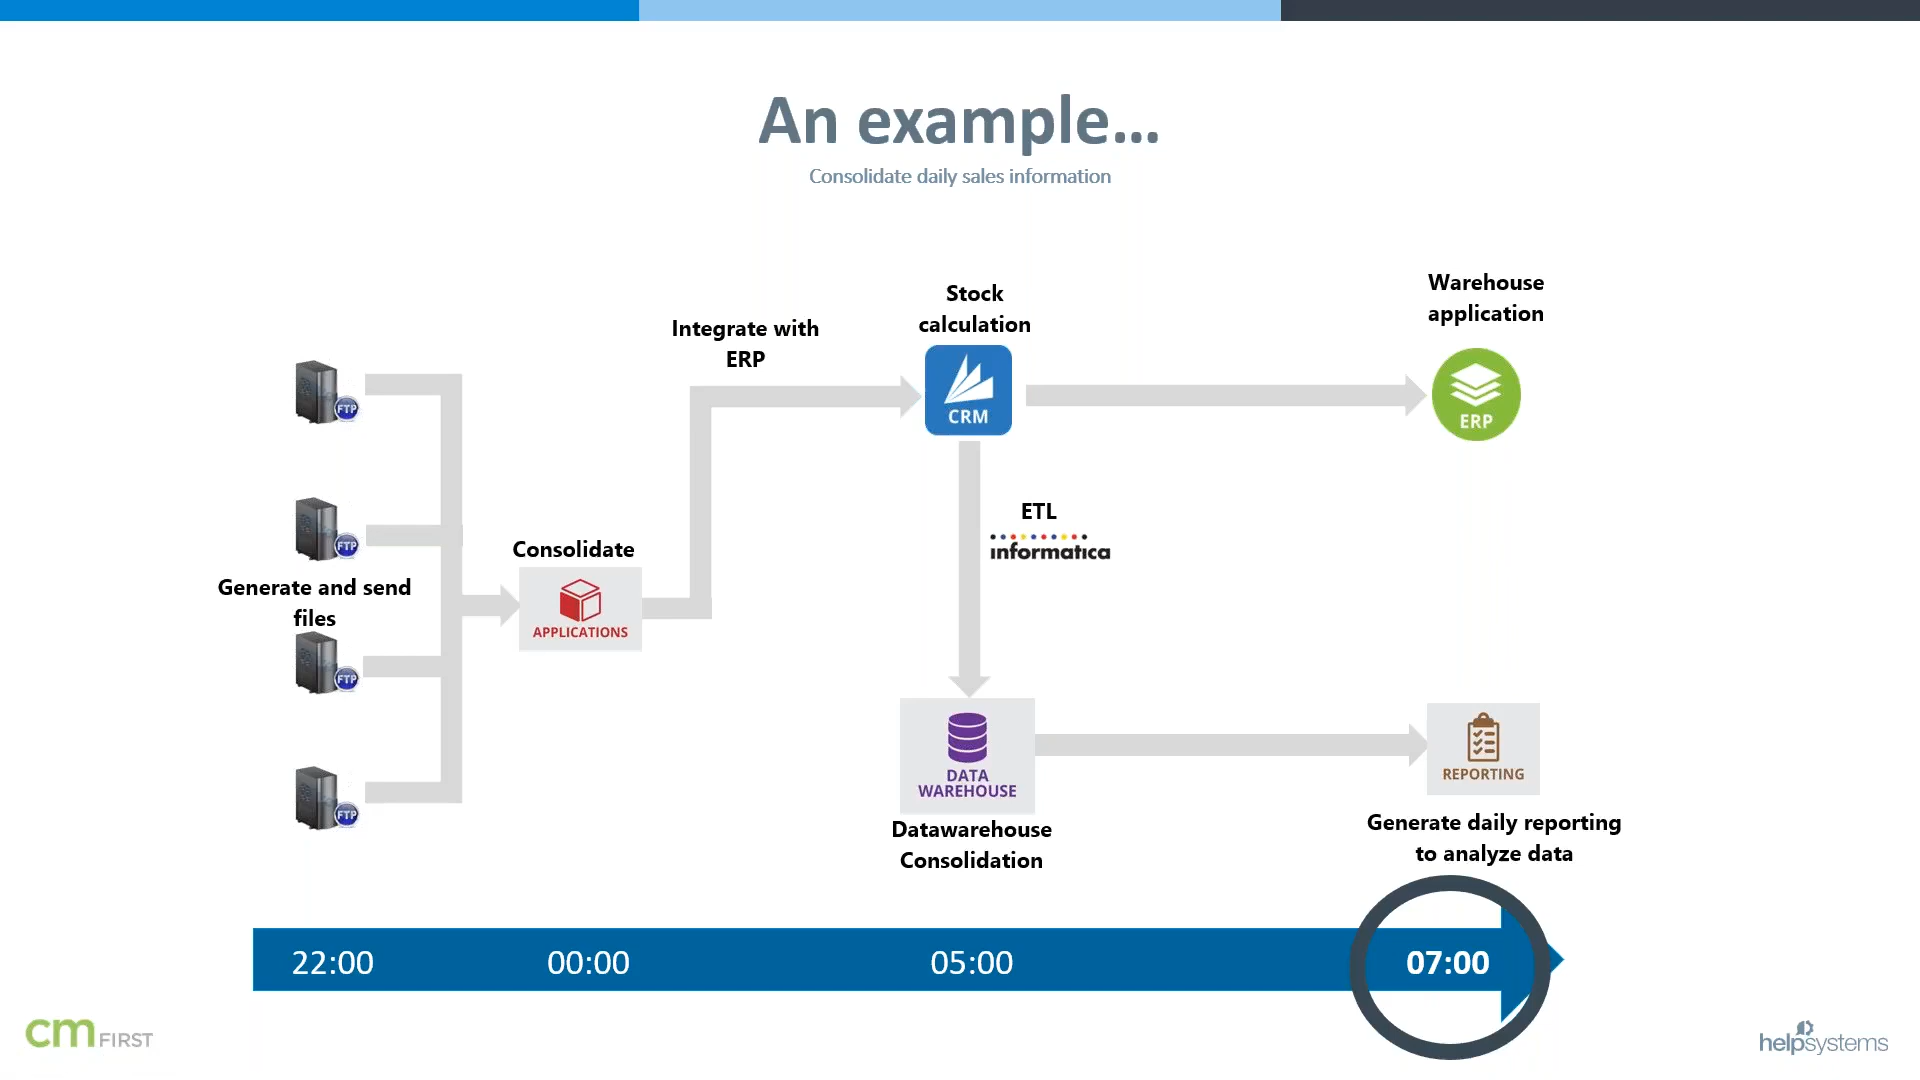 An example...
Consolidate daily sales information
Stock
calculation
Warehouse
application
Integrate with
ERP
CRM
ERP
FTP
FTP
ETL
informatica
Consolidate
Generate and send
files
APPLICATIONS
FTP
DATA
WAREHOUSE
REPORTING
FTP
Datawarehouse
Consolidation
Generate daily reporting
to analyze data
22:00
00:00
05:00
07:00
cm FIRST
helpsystems